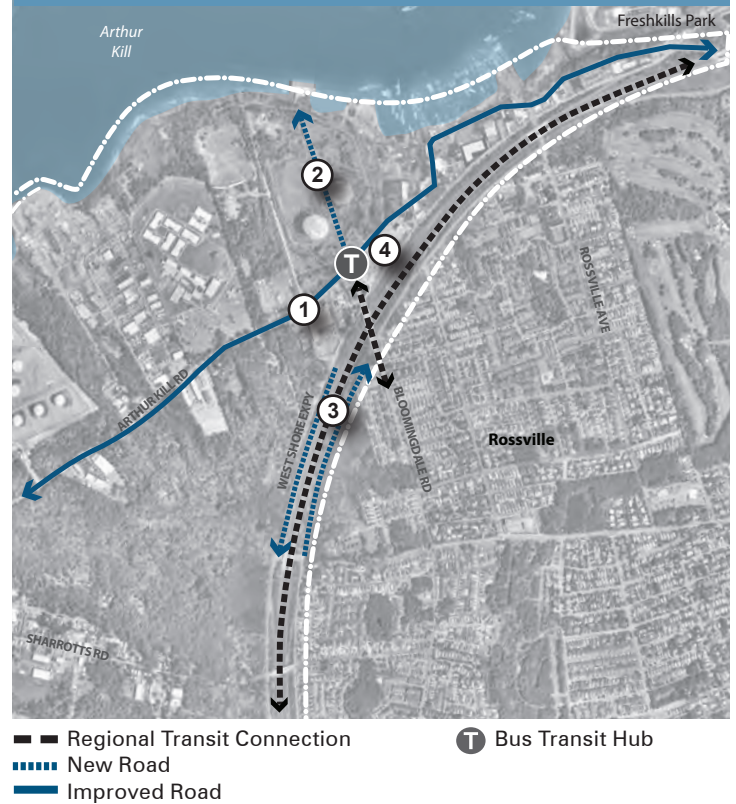 Freshkills Park
Arthur
Kill
2
4
T
1
ROSSVILLE AVE
ARTHUR KILL RD
3
WEST SHORE EXPY
BLOOMINGDALE RD
Rossville
SHARROTTS RD
Regional Transit Connection
T Bus Transit Hub
New Road
Improved Road